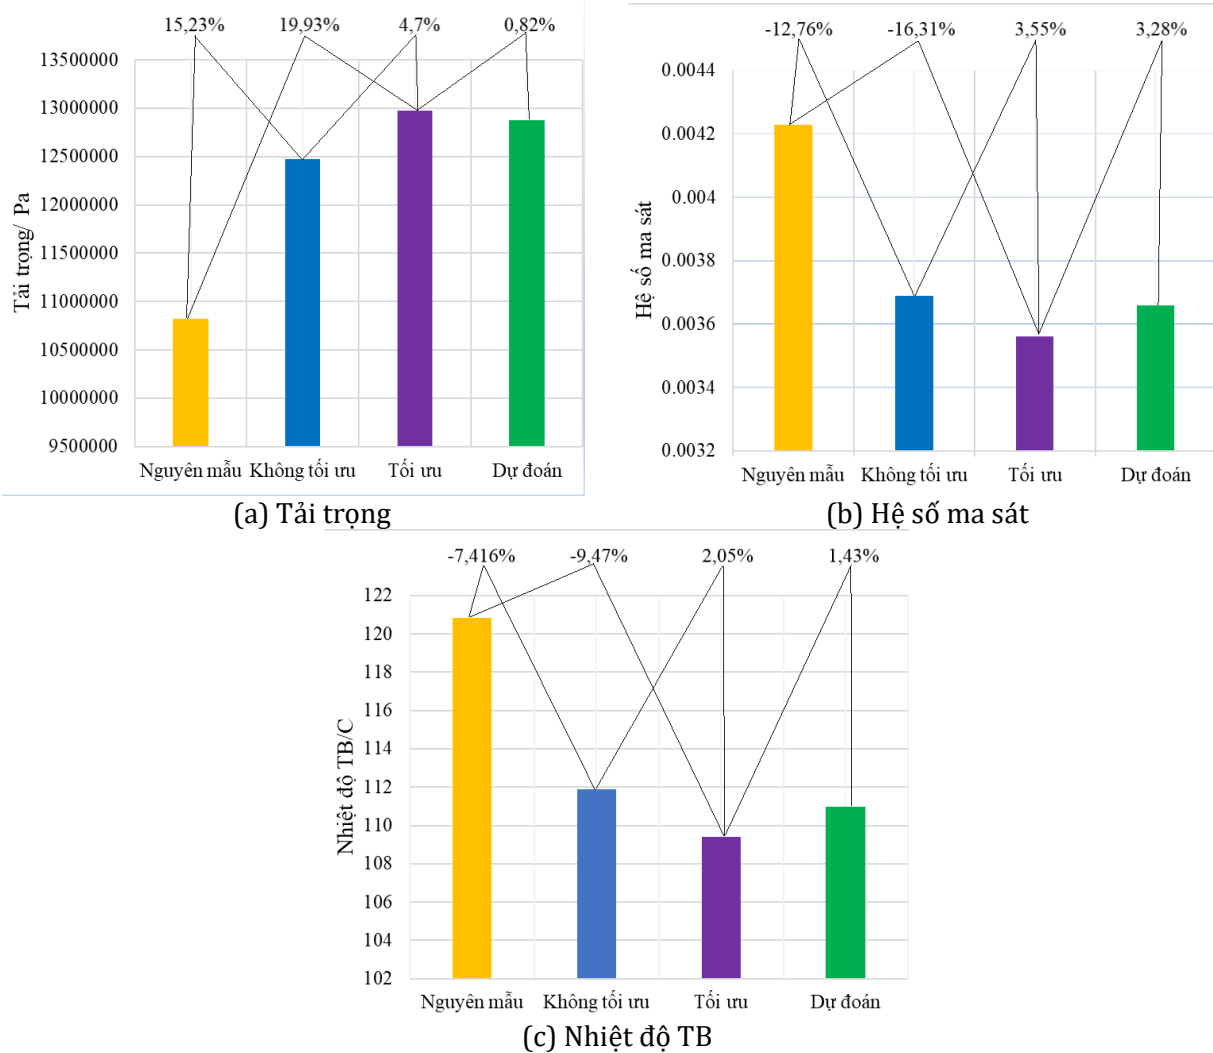 15,23% 19,93% 4,7% 0,82%
13500000
13000000
12500000
12000000
11500000
11000000
10500000
10000000
9500000
Tải trọng/ Pa
Nguyên mẫu Không tối ưu Tối ưu Dự đoán
(a) Tải trọng
-12,76% -16,31% 3,55% 3,28%
0.0044
0.0042
0.004
0.0038
0.0036
0.0034
0.0032
Hệ số ma sát
Nguyên mẫu Không tối ưu Tối ưu Dự đoán
(b) Hệ số ma sát
-7,416% -9,47% 2,05% 1,43%
122
120
118
116
114
112
110
108
106
104
102
Nhiệt độ TB/C
Nguyên mẫu Không tối ưu Tối ưu Dự đoán
(c) Nhiệt độ TB